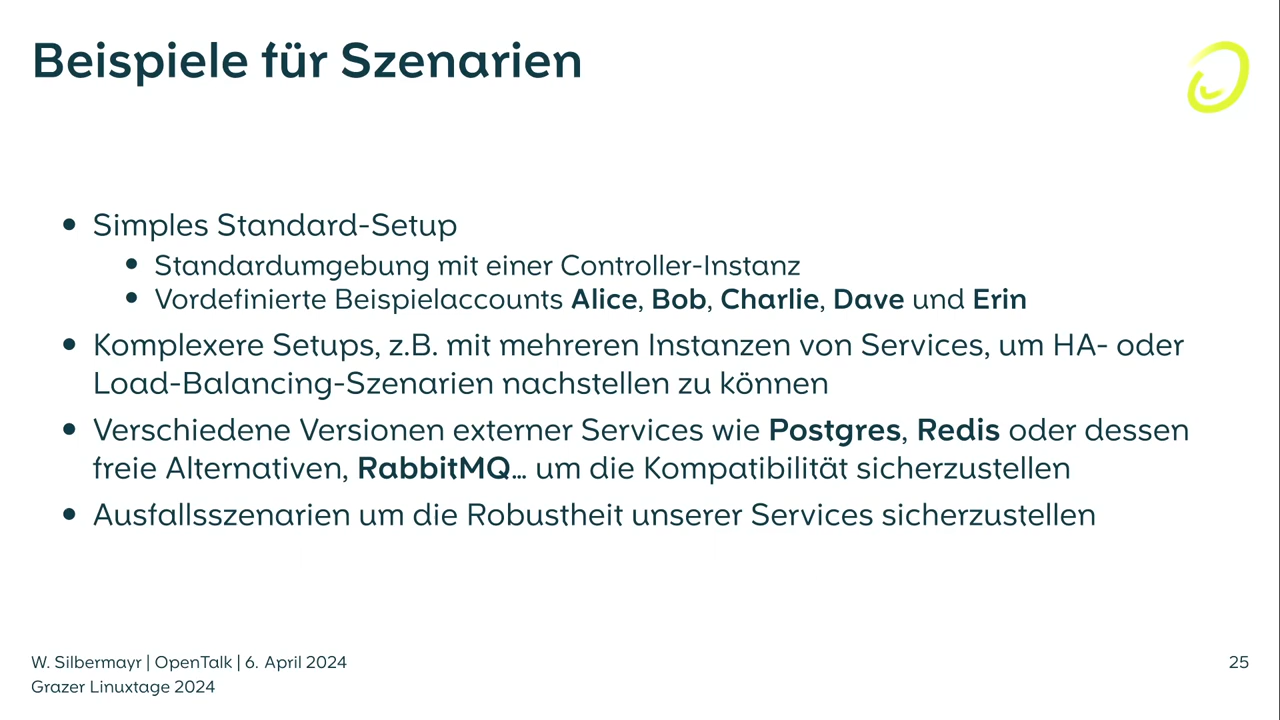 Beispiele für Szenarien
• Simples Standard-Setup
• Standardumgebung mit einer Controller-Instanz
• Vordefinierte Beispielaccounts Alice, Bob, Charlie, Dave und Erin
• Komplexere Setups, z.B. mit mehreren Instanzen von Services, um HA- oder
Load-Balancing-Szenarien nachstellen zu können
• Verschiedene Versionen externer Services wie Postgres, Redis oder dessen
freie Alternativen, RabbitMQ… um die Kompatibilität sicherzustellen
• Ausfallsszenarien um die Robustheit unserer Services sicherzustellen
W. Silbermayr | OpenTalk | 6. April 2024
Grazer Linuxtage 2024
25